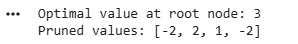 ••• Optimal value at root node: 3
Pruned values: [-2, 2, 1, -2]